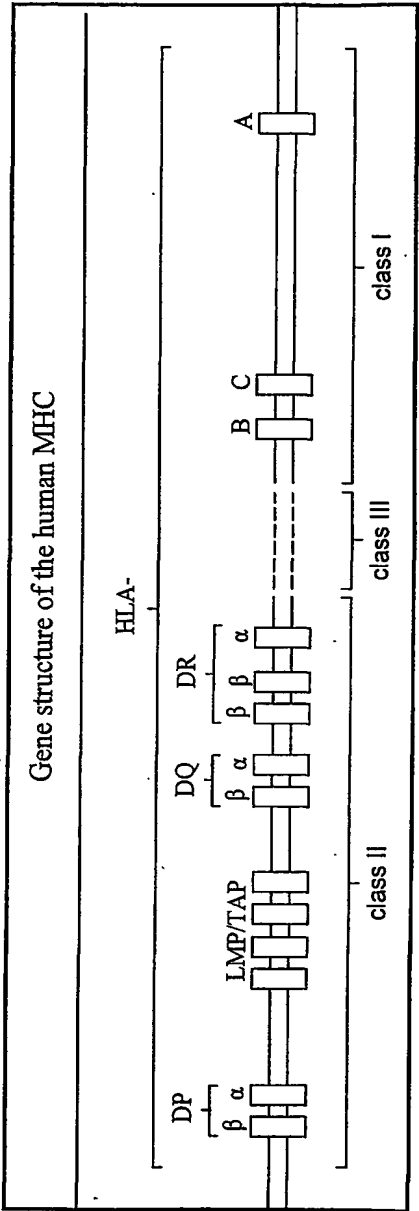 Gene structure of the human MHC
HLA-
DP DQ DR
β α LMP/TAP β α β β α B C A
class II class III class I